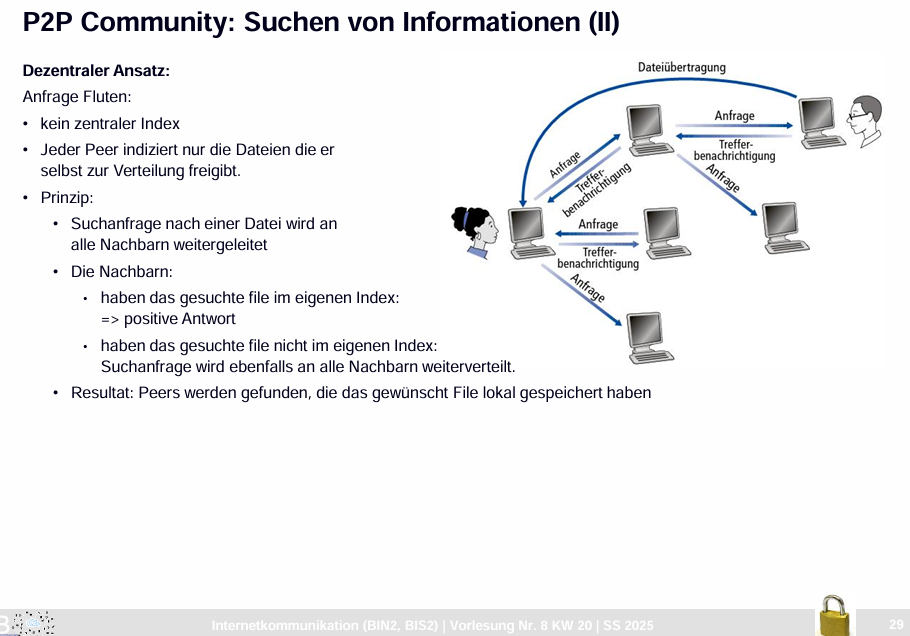 P2P Community: Suchen von Informationen (II)
Dezentraler Ansatz:
Anfrage Fluten:
• kein zentraler Index
• Jeder Peer indiziert nur die Dateien die er
selbst zur Verteilung freigibt.
• Prinzip:
• Suchanfrage nach einer Datei wird an
alle Nachbarn weitergeleitet
• Die Nachbarn:
• haben das gesuchte file im eigenen Index:
=> positive Antwort
• haben das gesuchte file nicht im eigenen Index:
Suchanfrage wird ebenfalls an alle Nachbarn weiterverteilt.
• Resultat: Peers werden gefunden, die das gewünscht File lokal gespeichert haben
Dateiübertragung
Anfrage
Treffer-
benachrichtigung
Anfrage
Treffer-
benachrichtigung
Anfrage
Anfrage
Treffer-
benachrichtigung
Anfrage
Internetkommunikation (BIN2, BIS2) | Vorlesung Nr. 8 KW 20 | SS 2025
29